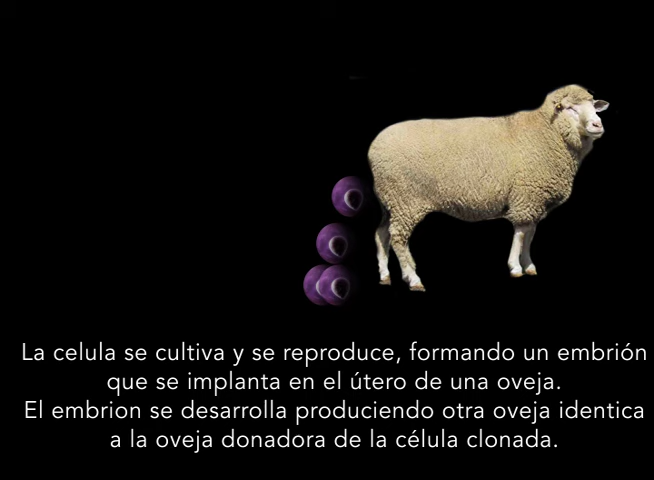 La celula se cultiva y se reproduce, formando un embrión
que se implanta en el útero de una oveja.
El embrion se desarrolla produciendo otra oveja identica
a la oveja donadora de la célula clonada.